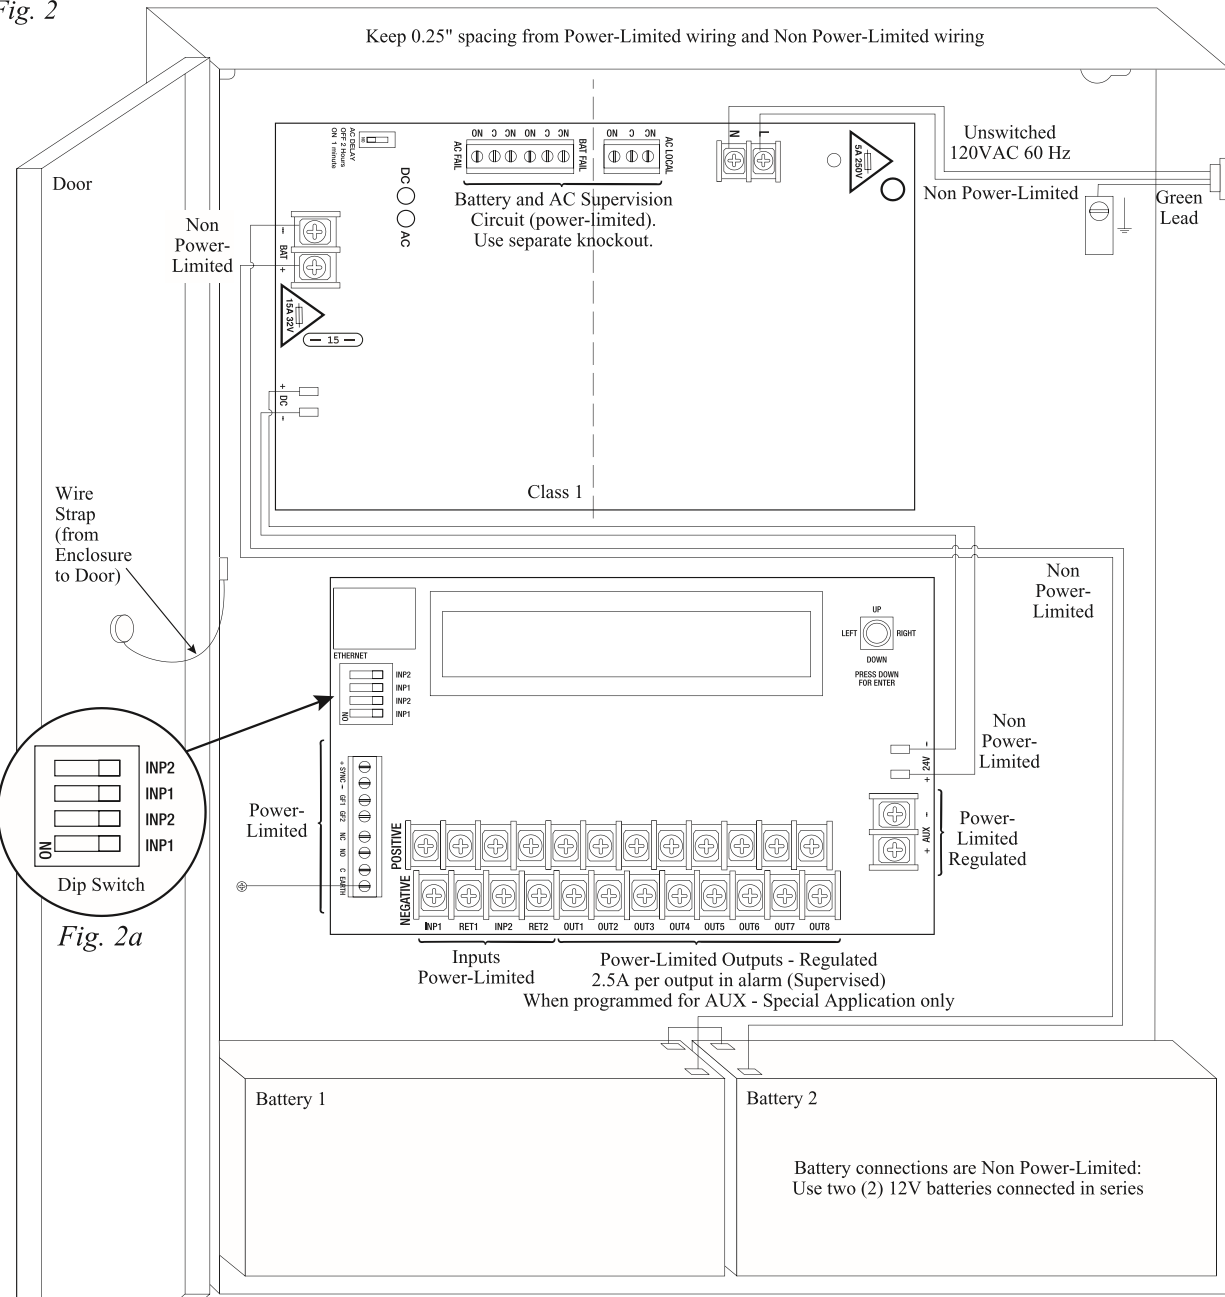 Fig. 2
Keep 0.25" spacing from Power-Limited wiring and Non Power-Limited wiring
Door
AC DELAY
OFF 2 Hours
ON 1 minute
ON
DC
AC
AC FAIL
NO C NC NO C NC
BAT FAIL
NO C NC
AC LOCAL
Battery and AC Supervision
Circuit (power-limited).
Use separate knockout.
N
L
5A 250V
Unswitched
120VAC 60 Hz
Non Power-Limited
Green
Lead
Non
Power-
Limited
- BAT +
15A 32V
15
+ DC -
Class 1
Wire
Strap
(from
Enclosure
to Door)
Non
Power-
Limited
ETHERNET
INP2
INP1
INP2
INP1
ON
UP
LEFT
RIGHT
DOWN
PRESS DOWN
FOR ENTER
Non
Power-
Limited
- 24V +
- AUX +
Power-
Limited
Regulated
INP2
INP1
INP2
INP1
ON
Dip Switch
Fig. 2a
Power-
Limited
+ SYNC -
GF1
GF2
NC
NO
C
EARTH
POSITIVE
NEGATIVE
INP1 RET1 INP2 RET2 OUT1 OUT2 OUT3 OUT4 OUT5 OUT6 OUT7 OUT8
Inputs
Power-Limited
Power-Limited Outputs - Regulated
2.5A per output in alarm (Supervised)
When programmed for AUX - Special Application only
Battery 1
Battery 2
Battery connections are Non Power-Limited:
Use two (2) 12V batteries connected in series